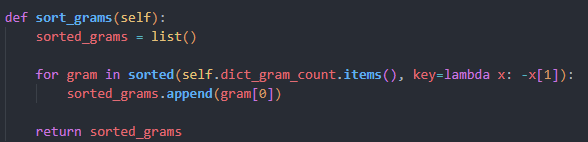 def sort_grams(self):
    sorted_grams = list()
    for gram in sorted(self.dict_gram_count.items(), key=lambda x: -x[1]):
        sorted_grams.append(gram[0])
    return sorted_grams